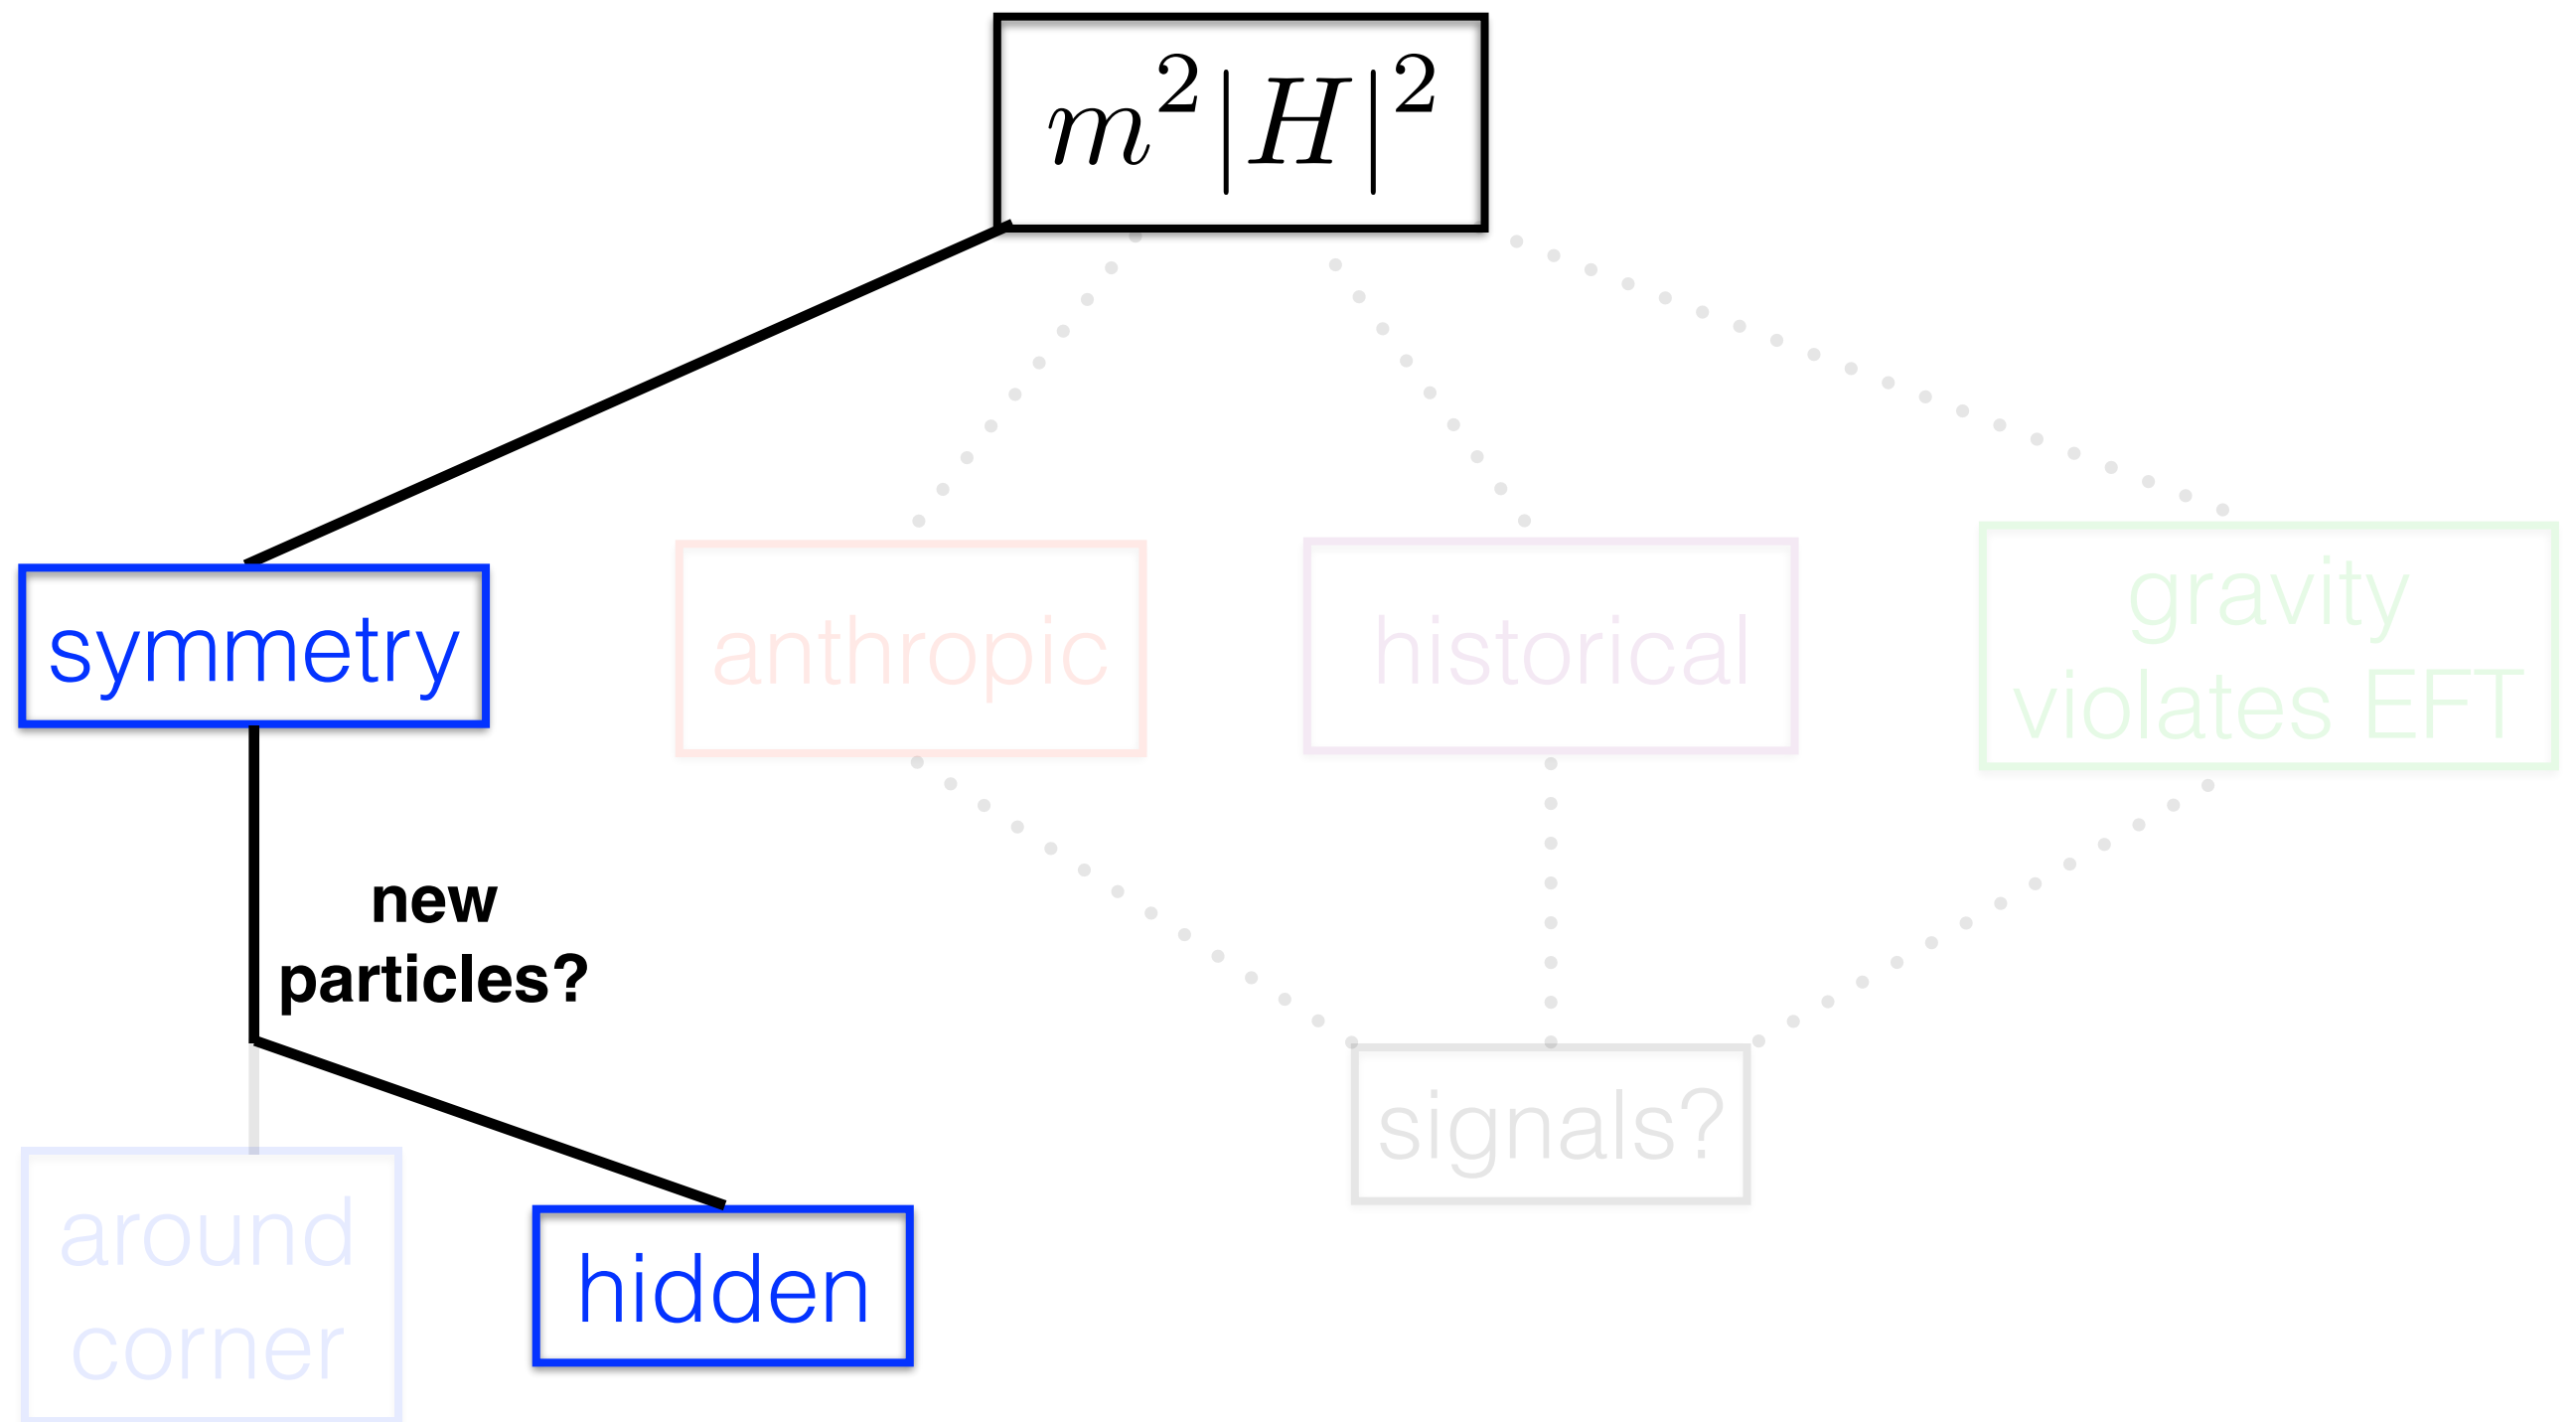 m²|H|²
symmetry
anthropic
historical
gravity
violates EFT
new
particles?
signals?
around
corner
hidden